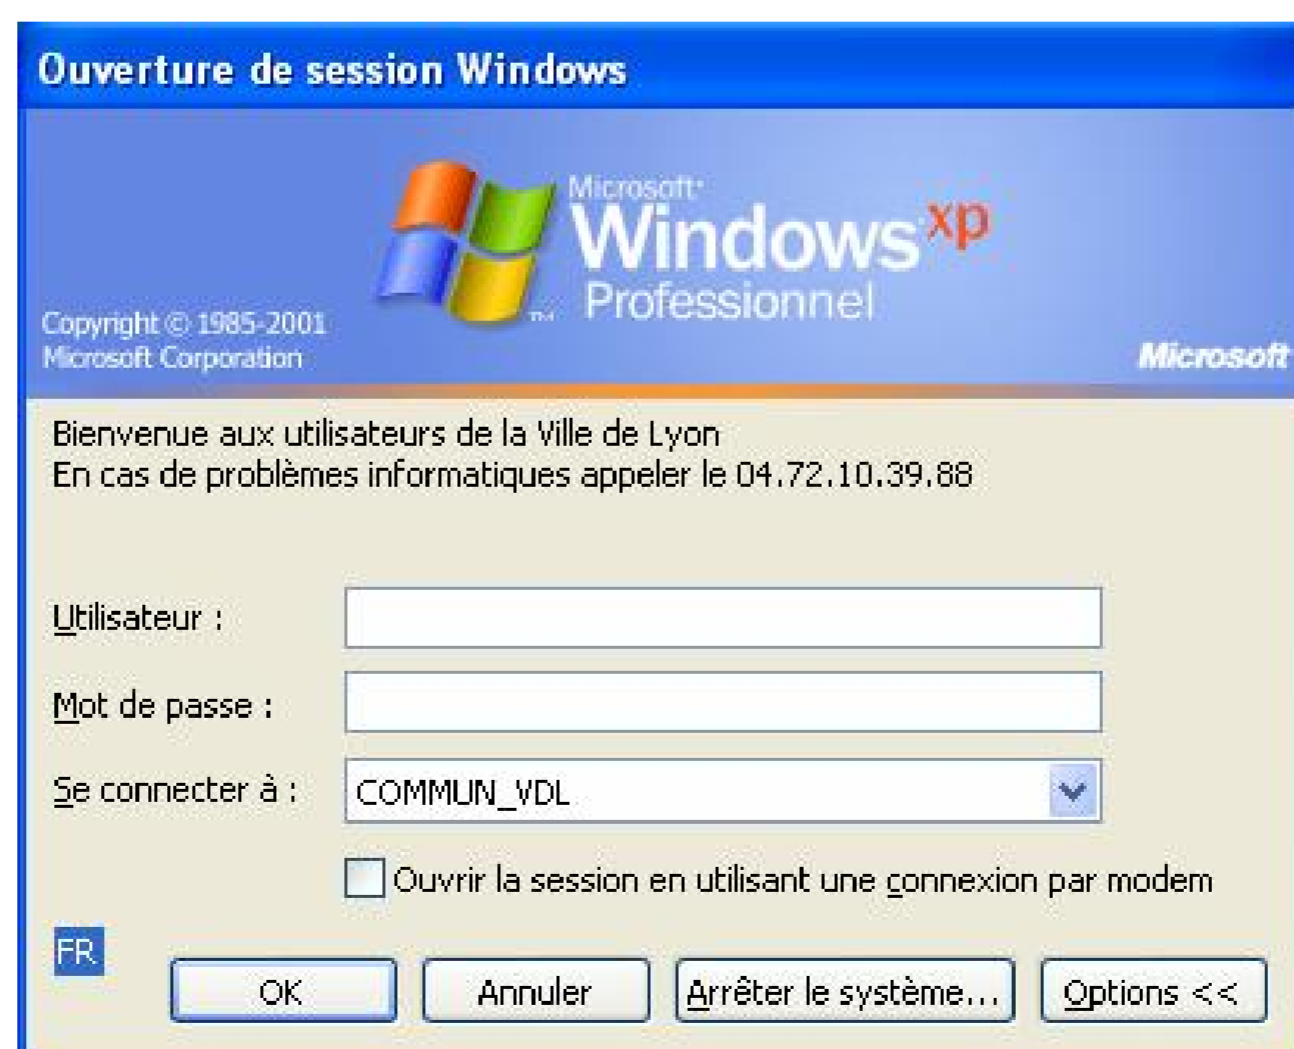 Ouverture de session Windows
Microsoft®
Windows xp
Professionnel
TM
Copyright © 1985-2001
Microsoft Corporation
Microsoft
Bienvenue aux utilisateurs de la Ville de Lyon
En cas de problèmes informatiques appeler le 04.72.10.39.88
Utilisateur :
Mot de passe :
Se connecter à : COMMUN_VDL
Ouvrir la session en utilisant une connexion par modem
FR
OK Annuler Arrêter le système... Options <<